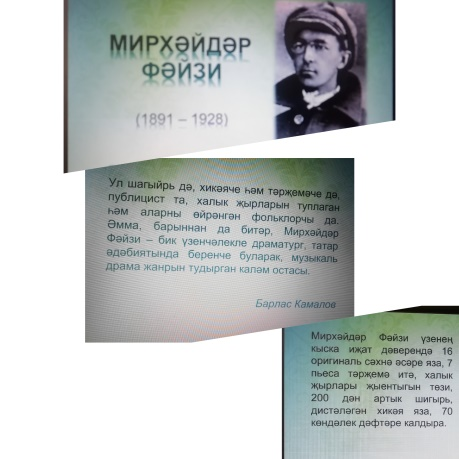 МИРХӘЙДӘР
ФӘЙЗИ
(1891 – 1928)
Ул шагыйрь дә, хикәяче һәм тәрҗемәче дә,
публицист та, халык җырларын туплаган
һәм аларны өйрәнгән фольклорчы да.
Әмма, барыннан да битәр, Мирхәйдәр
Фәйзи – бик үзенчәлекле драматург, татар
әдәбиятында беренче буларак, музыкаль
драма жанрын тудырган каләм остасы.
Барлас Камалов
Мирхәйдәр Фәйзи үзенең
кыска иҗат дәверендә 16
оригиналь сәхнә әсәре яза, 7
пьеса тәрҗемә итә, халык
җырлары җыентыгын төзи,
200 дән артык шигырь,
дистәләгән хикәя яза, 70
көндәлек дәфтәре калдыра.